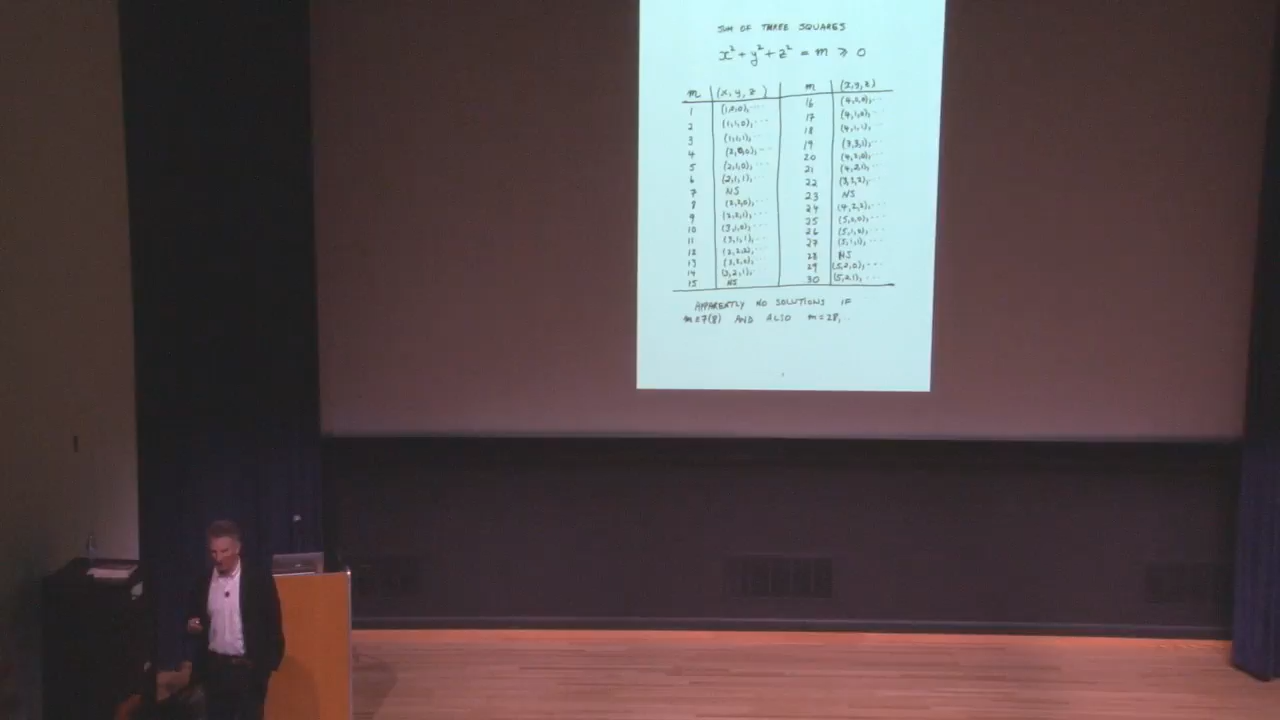 SUM OF THREE SQUARES
x² + y² + z² = m ⩾ 0
m (x, y, z) m (x, y, z)
1 (1,0,0),... 16 (4,0,0),...
2 (1,1,0),... 17 (4,1,0),...
3 (1,1,1),... 18 (4,1,1),
4 (2,0,0),... 19 (3,3,1),...
5 (2,1,0),... 20 (4,2,0),...
6 (2,1,1),... 21 (4,2,1),...
7 NS 22 (3,3,2),...
8 (2,2,0),... 23 NS
9 (2,2,1),... 24 (4,2,2),...
10 (3,1,0),... 25 (5,0,0),...
11 (3,1,1),... 26 (5,1,0),...
12 (2,2,2),... 27 (5,1,1),...
13 (3,2,0),... 28 NS
14 (3,2,1), 29 (5,2,0),...
15 NS 30 (5,2,1),...
APPARENTLY NO SOLUTIONS IF
m≡7(8) AND ALSO m=28,..